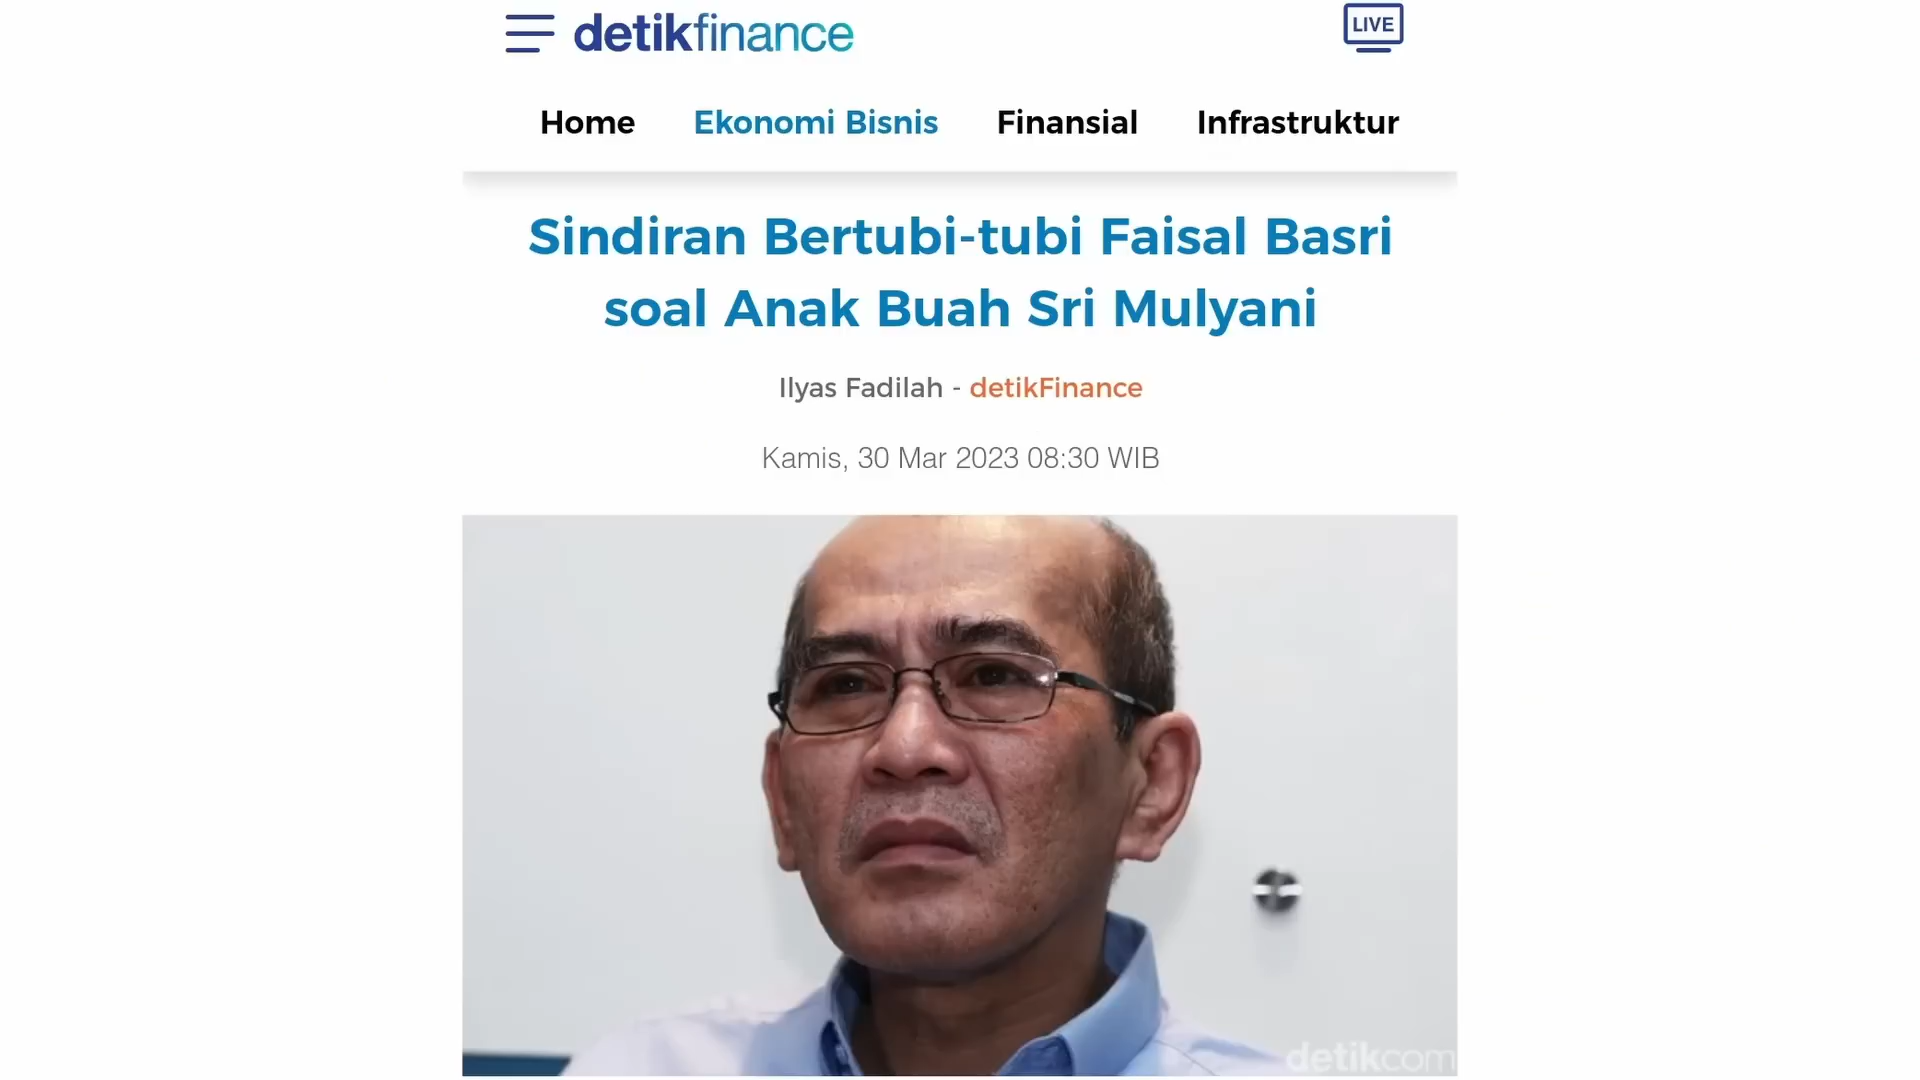 detikfinance
LIVE
Home Ekonomi Bisnis Finansial Infrastruktur
Sindiran Bertubi-tubi Faisal Basri
soal Anak Buah Sri Mulyani
Ilyas Fadilah - detikFinance
Kamis, 30 Mar 2023 08:30 WIB
detikcom